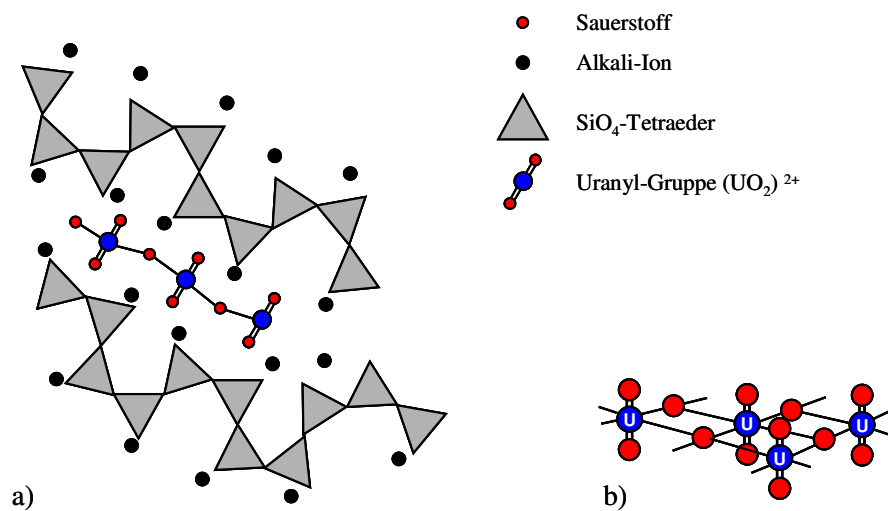 Sauerstoff
Alkali-Ion
SiO₄-Tetraeder
Uranyl-Gruppe (UO₂) ²⁺
U
U
U
U
a)
b)